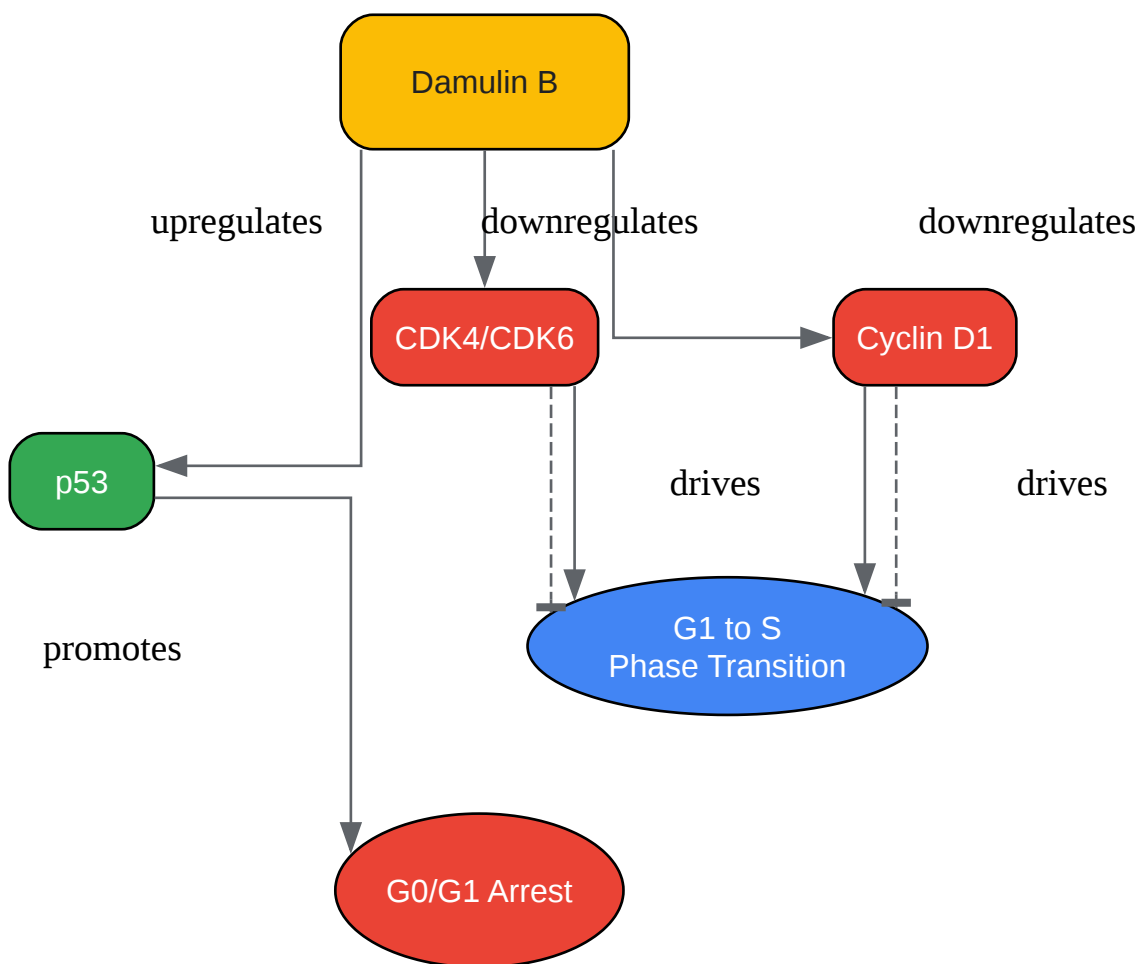 Damulin B
upregulates
downregulates
downregulates
CDK4/CDK6
Cyclin D1
p53
drives
drives
G1 to S
Phase Transition
promotes
G0/G1 Arrest